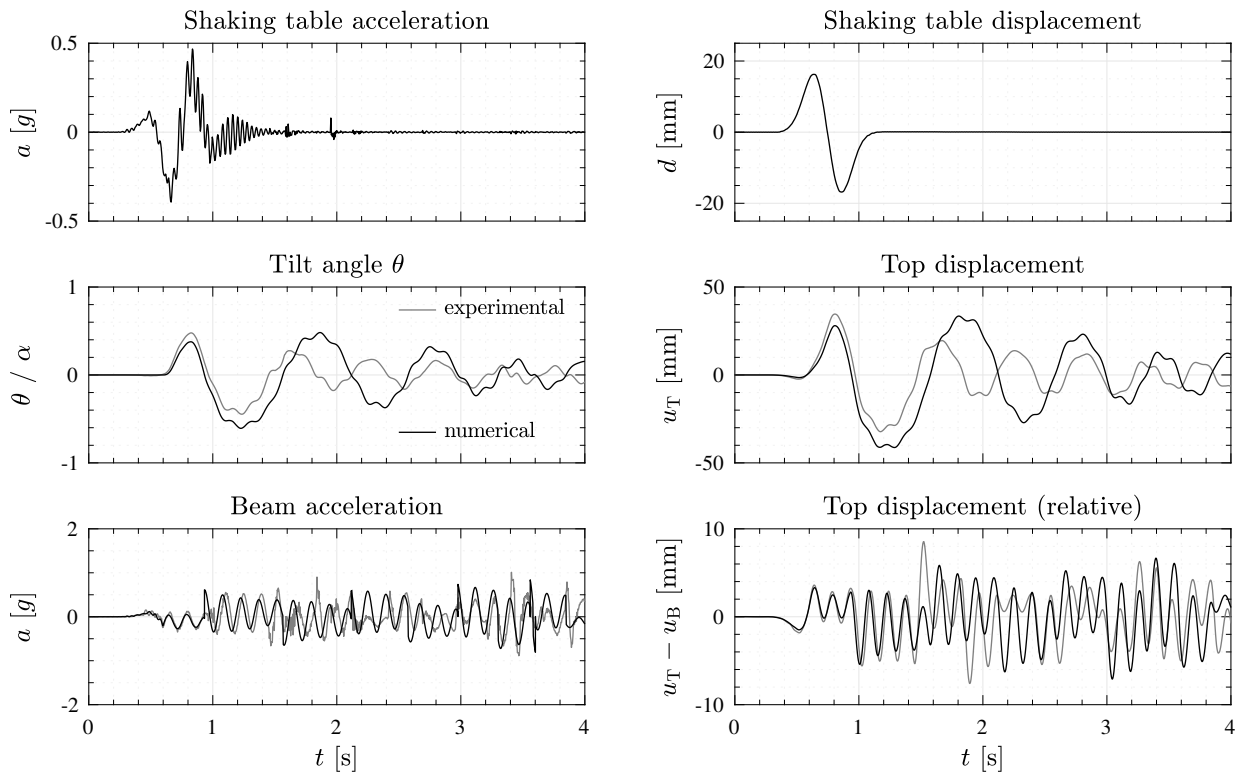 Shaking table acceleration
0.5
0
-0.5
a [g]
Shaking table displacement
20
0
-20
d [mm]
Tilt angle θ
1
0
-1
θ / α
experimental
numerical
Top displacement
50
0
-50
u_T [mm]
Beam acceleration
2
0
-2
a [g]
0 1 2 3 4
t [s]
Top displacement (relative)
10
0
-10
u_T − u_B [mm]
0 1 2 3 4
t [s]